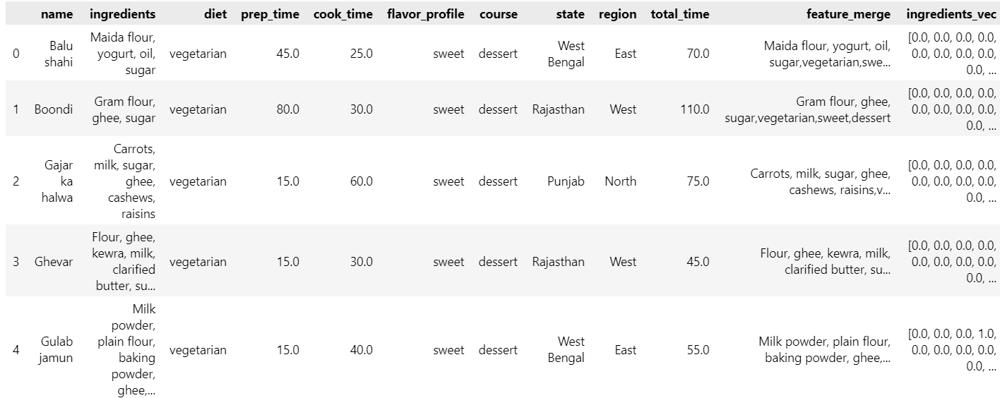 name ingredients diet prep_time cook_time flavor_profile course state region total_time feature_merge ingredients_vec
0 Balu shahi Maida flour, yogurt, oil, sugar vegetarian 45.0 25.0 sweet dessert West Bengal East 70.0 Maida flour, yogurt, oil, sugar,vegetarian,swe... [0.0, 0.0, 0.0, 0.0, 0.0, 0.0, 0.0, 0.0, 0.0, ...
1 Boondi Gram flour, ghee, sugar vegetarian 80.0 30.0 sweet dessert Rajasthan West 110.0 Gram flour, ghee, sugar,vegetarian,sweet,dessert [0.0, 0.0, 0.0, 0.0, 0.0, 0.0, 0.0, 0.0, 0.0, ...
2 Gajar ka halwa Carrots, milk, sugar, ghee, cashews, raisins vegetarian 15.0 60.0 sweet dessert Punjab North 75.0 Carrots, milk, sugar, ghee, cashews, raisins,v... [0.0, 0.0, 0.0, 0.0, 0.0, 0.0, 0.0, 0.0, 0.0, ...
3 Ghevar Flour, ghee, kewra, milk, clarified butter, su... vegetarian 15.0 30.0 sweet dessert Rajasthan West 45.0 Flour, ghee, kewra, milk, clarified butter, su... [0.0, 0.0, 0.0, 0.0, 0.0, 0.0, 0.0, 0.0, 0.0, ...
4 Gulab jamun Milk powder, plain flour, baking powder, ghee,... vegetarian 15.0 40.0 sweet dessert West Bengal East 55.0 Milk powder, plain flour, baking powder, ghee,... [0.0, 0.0, 0.0, 1.0, 0.0, 0.0, 0.0, 0.0, 0.0, ...